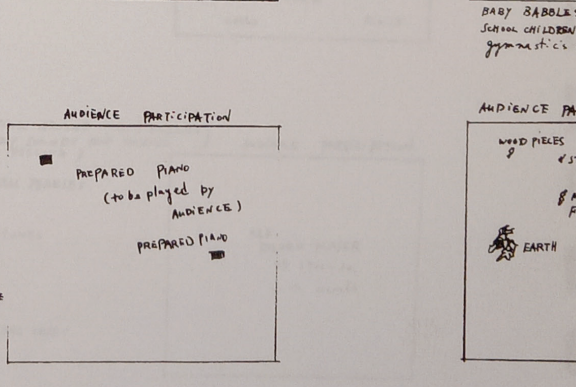 AUDIENCE PARTICIPATION
PREPARED PIANO
(to be played by
AUDIENCE)
PREPARED PIANO
BABY BABBLE
SCHOOL CHILDREN
gymnastics
AUDIENCE PA
WOOD PIECES
EARTH